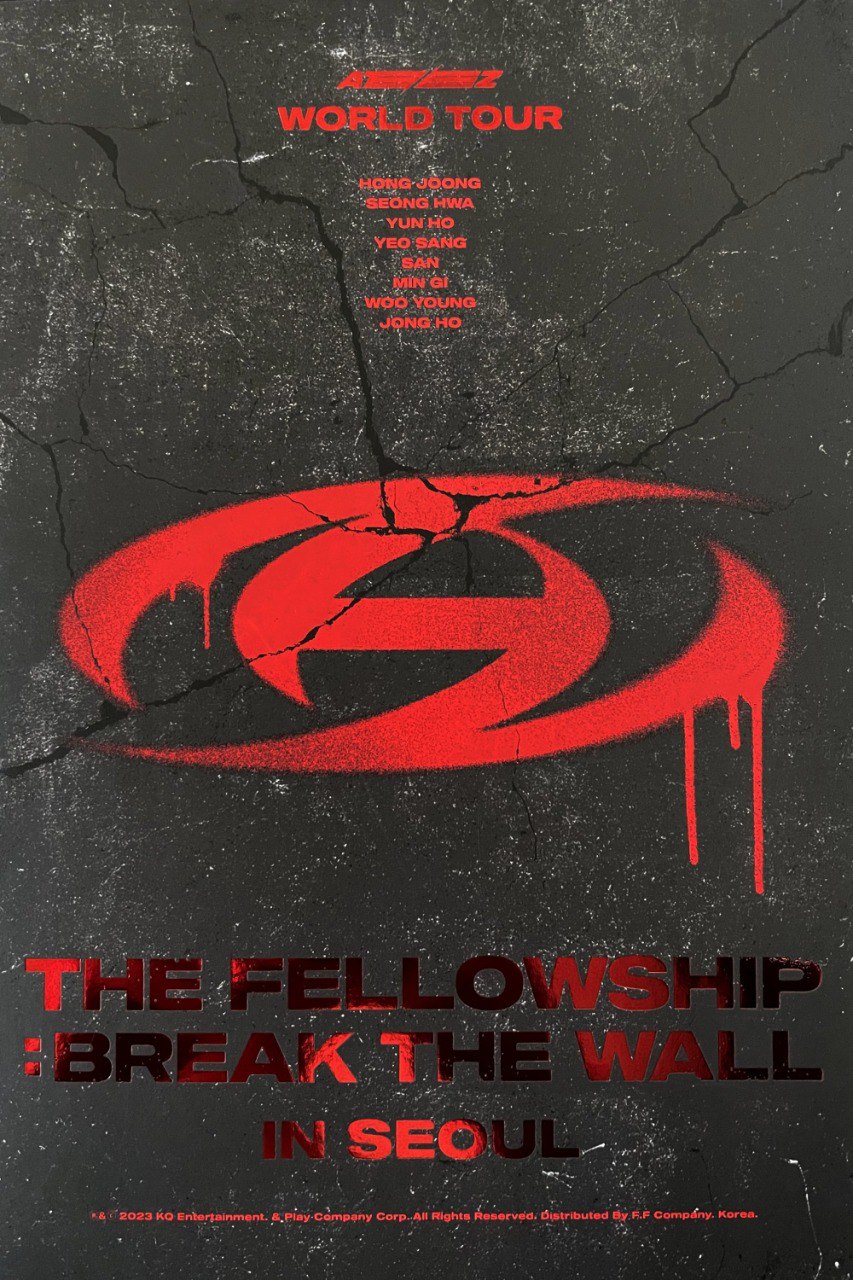 ATEEZ
WORLD TOUR
HONG JOONG
SEONG HWA
YUN HO
YEO SANG
SAN
MIN GI
WOO YOUNG
JONG HO
THE FELLOWSHIP
:BREAK THE WALL
IN SEOUL
℗ & © 2023 KQ Entertainment. & Play Company Corp. All Rights Reserved. Distributed By F.F Company. Korea.